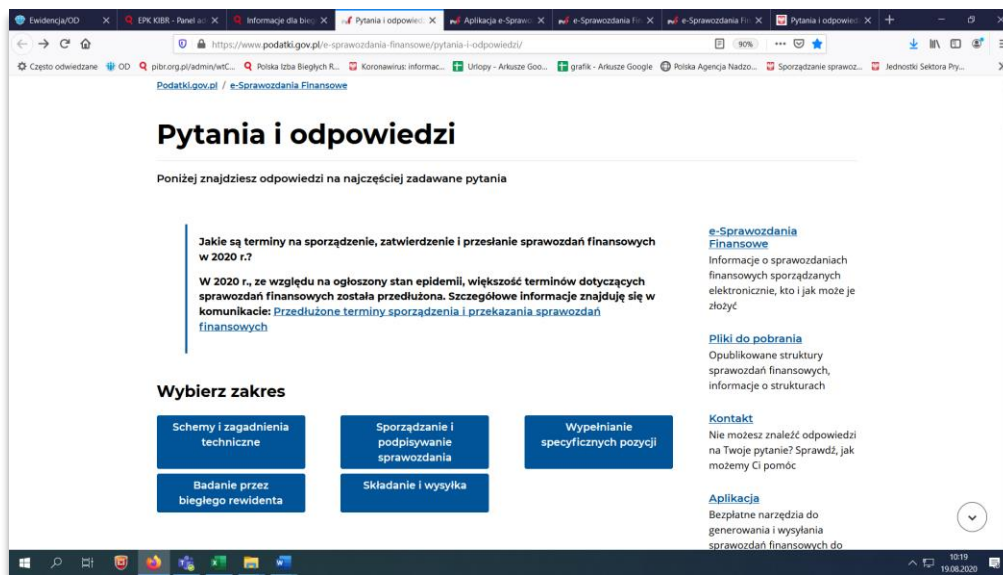 Ewidencja/OD
EPK KIBR - Panel ad
Informacje dla bieg
Pytania i odpowied
Aplikacja e-Sprawo
e-Sprawozdania Fin
e-Sprawozdania Fin
Pytania i odpowied
https://www.podatki.gov.pl/e-sprawozdania-finansowe/pytania-i-odpowiedzi/
90%
Często odwiedzane
OD
pibr.org.pl/admin/wtC...
Polska Izba Biegłych R...
Koronawirus: informac...
Urlopy - Arkusze Goo...
grafik - Arkusze Google
Polska Agencja Nadzo...
Sporządzanie sprawoz...
Jednostki Sektora Pry...
Podatki.gov.pl / e-Sprawozdania Finansowe
Pytania i odpowiedzi
Poniżej znajdziesz odpowiedzi na najczęściej zadawane pytania
Jakie są terminy na sporządzenie, zatwierdzenie i przesłanie sprawozdań finansowych
w 2020 r.?
W 2020 r., ze względu na ogłoszony stan epidemii, większość terminów dotyczących
sprawozdań finansowych została przedłużona. Szczegółowe informacje znajduję się w
komunikacie: Przedłużone terminy sporządzenia i przekazania sprawozdań
finansowych
Wybierz zakres
Schemy i zagadnienia
techniczne
Sporządzanie i
podpisywanie
sprawozdania
Wypełnianie
specyficznych pozycji
Badanie przez
biegłego rewidenta
Składanie i wysyłka
e-Sprawozdania
Finansowe
Informacje o sprawozdaniach
finansowych sporządzanych
elektronicznie, kto i jak może je
złożyć
Pliki do pobrania
Opublikowane struktury
sprawozdań finansowych,
informacje o strukturach
Kontakt
Nie możesz znaleźć odpowiedzi
na Twoje pytanie? Sprawdź, jak
możemy Ci pomóc
Aplikacja
Bezpłatne narzędzia do
generowania i wysyłania
sprawozdań finansowych do
10:19
19.08.2020